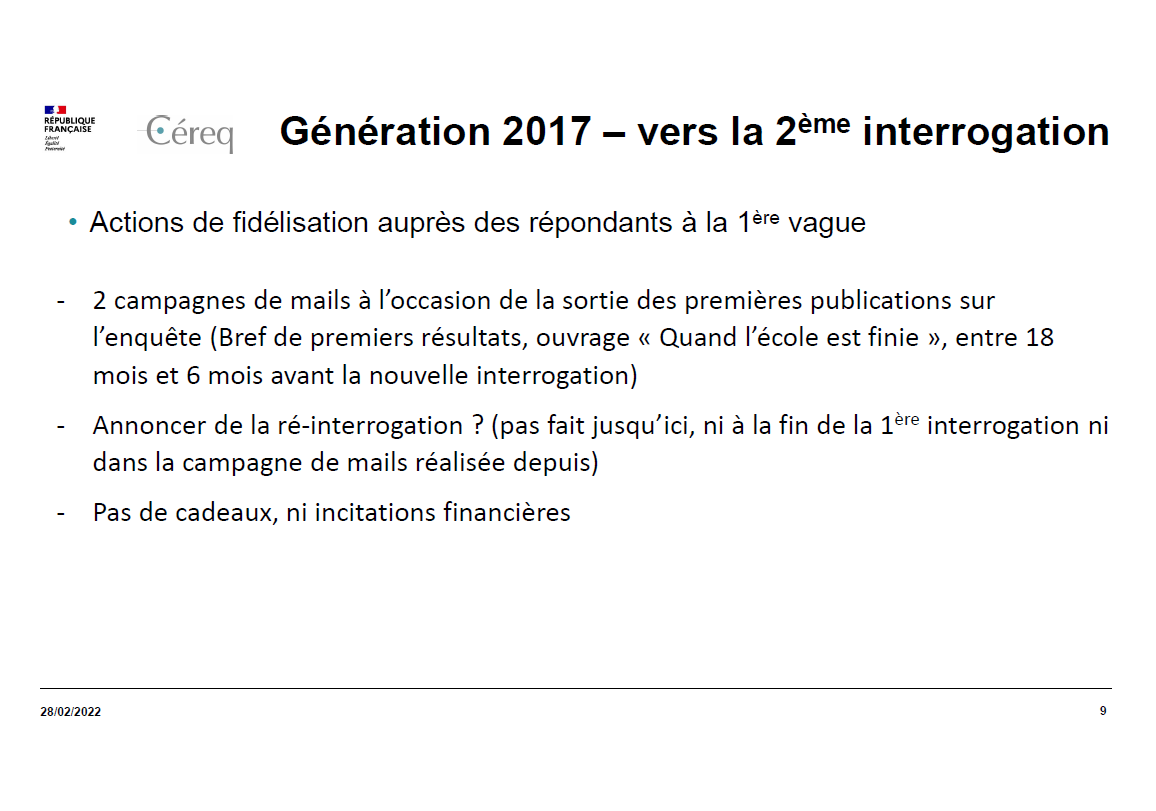 RÉPUBLIQUE
FRANÇAISE
Liberté
Égalité
Fraternité
Céreq
Génération 2017 – vers la 2ème interrogation
• Actions de fidélisation auprès des répondants à la 1ère vague
- 2 campagnes de mails à l’occasion de la sortie des premières publications sur
l’enquête (Bref de premiers résultats, ouvrage « Quand l’école est finie », entre 18
mois et 6 mois avant la nouvelle interrogation)
- Annoncer de la ré-interrogation ? (pas fait jusqu’ici, ni à la fin de la 1ère interrogation ni
dans la campagne de mails réalisée depuis)
- Pas de cadeaux, ni incitations financières
28/02/2022
9